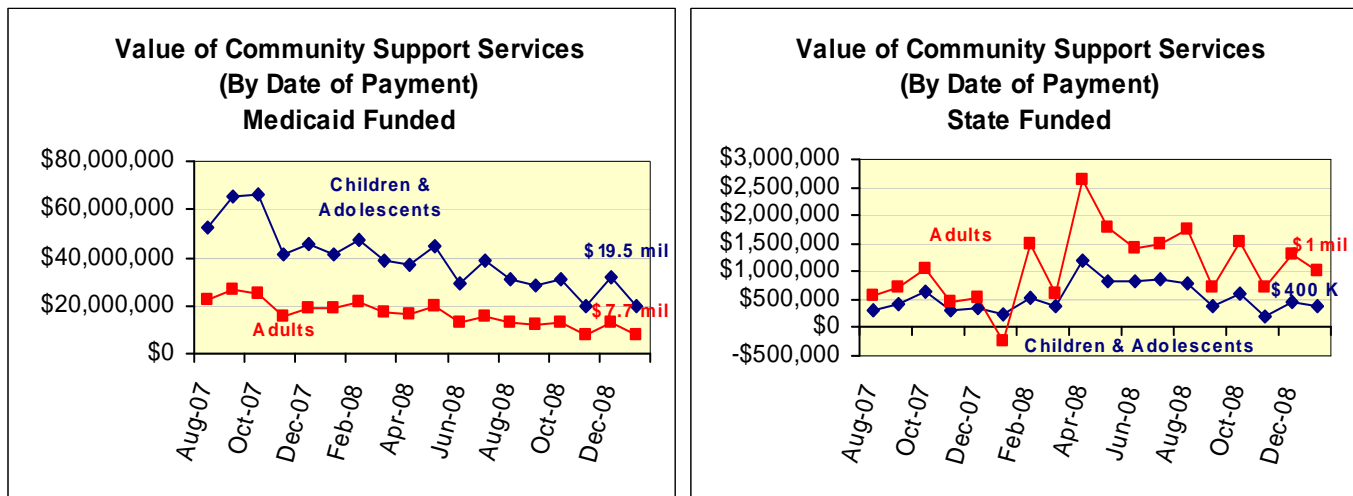 Value of Community Support Services
(By Date of Payment)
Medicaid Funded
$80,000,000
$60,000,000
$40,000,000
$20,000,000
$0
Children &
Adolescents
$19.5 mil
$7.7 mil
Adults
Aug-07
Oct-07
Dec-07
Feb-08
Apr-08
Jun-08
Aug-08
Oct-08
Dec-08
Value of Community Support Services
(By Date of Payment)
State Funded
$3,000,000
$2,500,000
$2,000,000
$1,500,000
$1,000,000
$500,000
$0
-$500,000
Adults
$1 mil
$400 K
Children & Adolescents
Aug-07
Oct-07
Dec-07
Feb-08
Apr-08
Jun-08
Aug-08
Oct-08
Dec-08